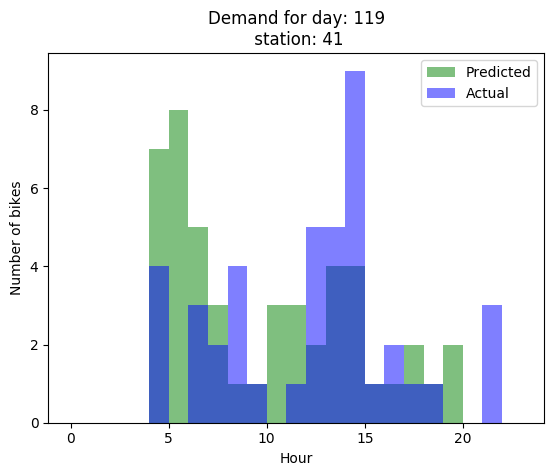 Demand for day: 119
station: 41
Predicted
Actual
Number of bikes
8
6
4
2
0
0
5
10
15
20
Hour